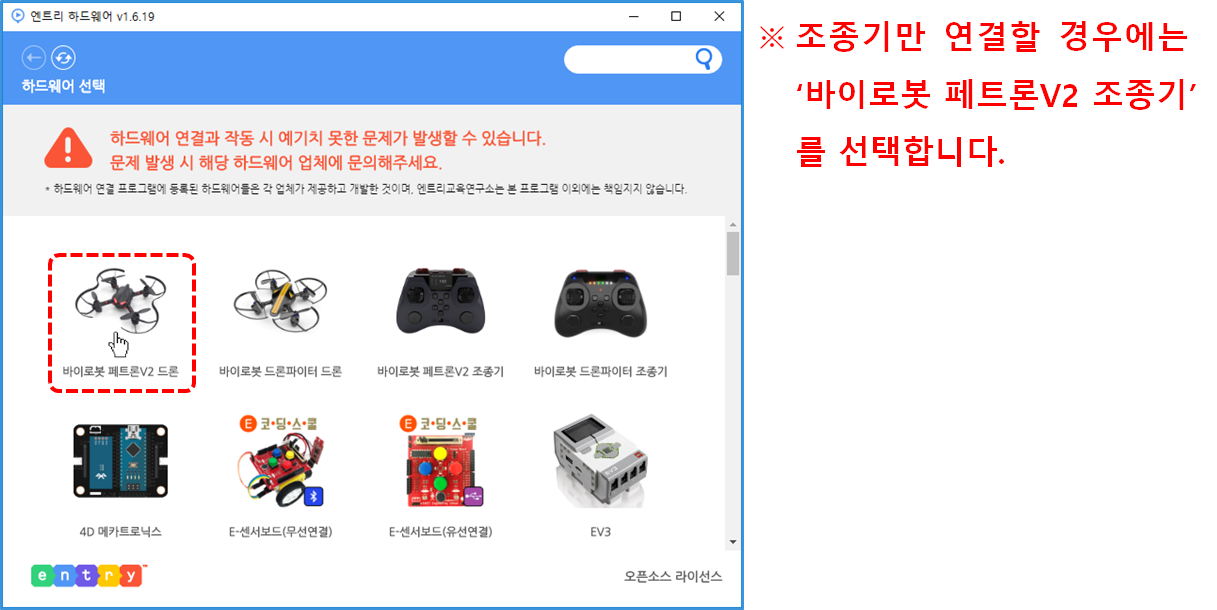 엔트리 하드웨어 v1.6.19
하드웨어 선택
하드웨어 연결과 작동 시 예기치 못한 문제가 발생할 수 있습니다.
문제 발생 시 해당 하드웨어 업체에 문의해주세요.
* 하드웨어 연결 프로그램에 등록된 하드웨어들은 각 업체가 제공하고 개발한 것이며, 엔트리교육연구소는 본 프로그램 이외에는 책임지지 않습니다.
바이로봇 페트론V2 드론
바이로봇 드론파이터 드론
바이로봇 페트론V2 조종기
바이로봇 드론파이터 조종기
E 코·딩·스·쿨
E 코·딩·스·쿨
EV3
4D 메카트로닉스
E-센서보드(무선연결)
E-센서보드(유선연결)
EV3
entry
오픈소스 라이선스
※ 조종기만 연결할 경우에는
‘바이로봇 페트론V2 조종기’
를 선택합니다.